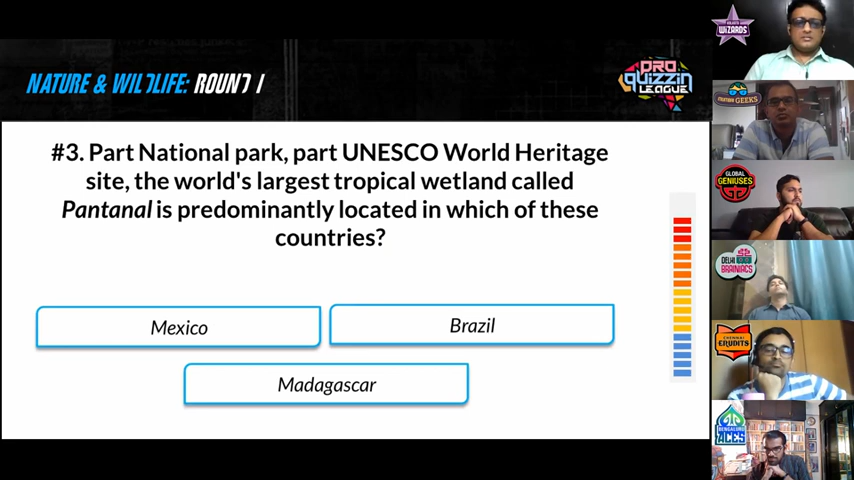 NATURE & WILDLIFE: ROUND 1
PRO
QUIZZIN
LEAGUE
#3. Part National park, part UNESCO World Heritage
site, the world's largest tropical wetland called
Pantanal is predominantly located in which of these
countries?
Mexico
Brazil
Madagascar
WIZARDS
GEEKS
GLOBAL
GENIUSES
DELHI
BRAINIACS
CHENNAI
ERUDITS
BENGALURU
ACES